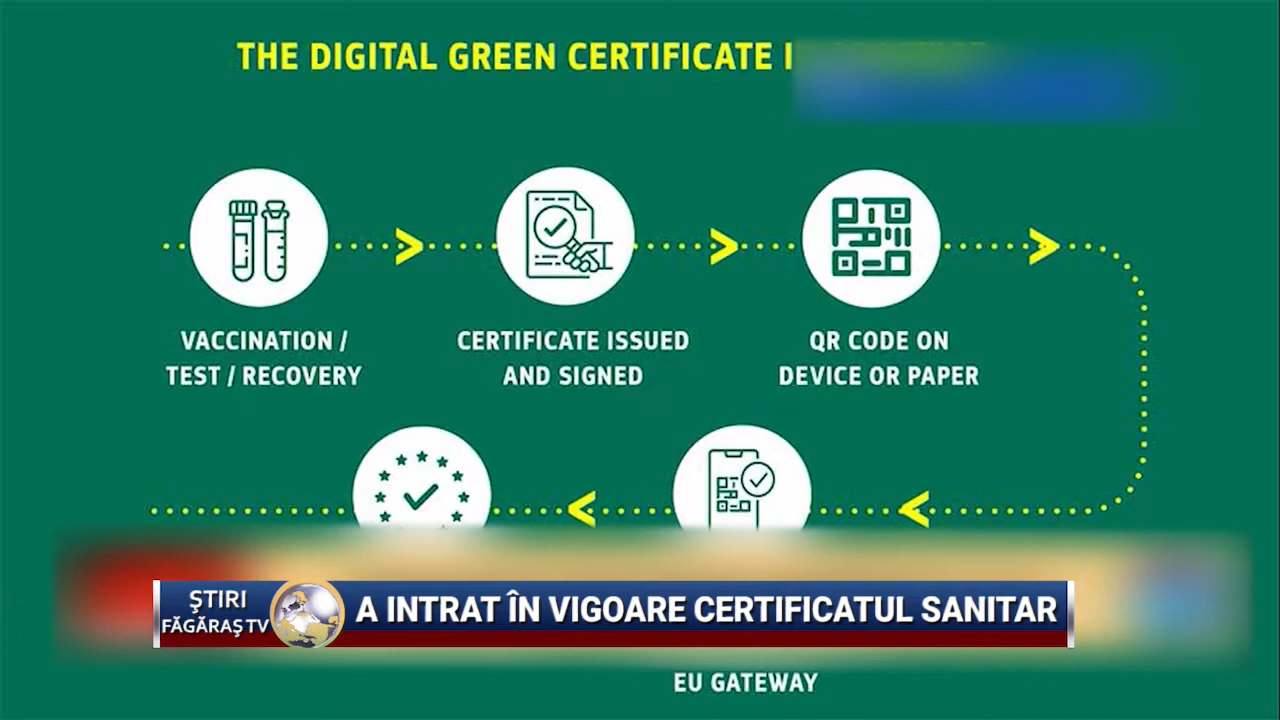 THE DIGITAL GREEN CERTIFICATE
VACCINATION /
TEST / RECOVERY
CERTIFICATE ISSUED
AND SIGNED
QR CODE ON
DEVICE OR PAPER
ŞTIRI
FĂGĂRAŞ TV
A INTRAT ÎN VIGOARE CERTIFICATUL SANITAR
EU GATEWAY